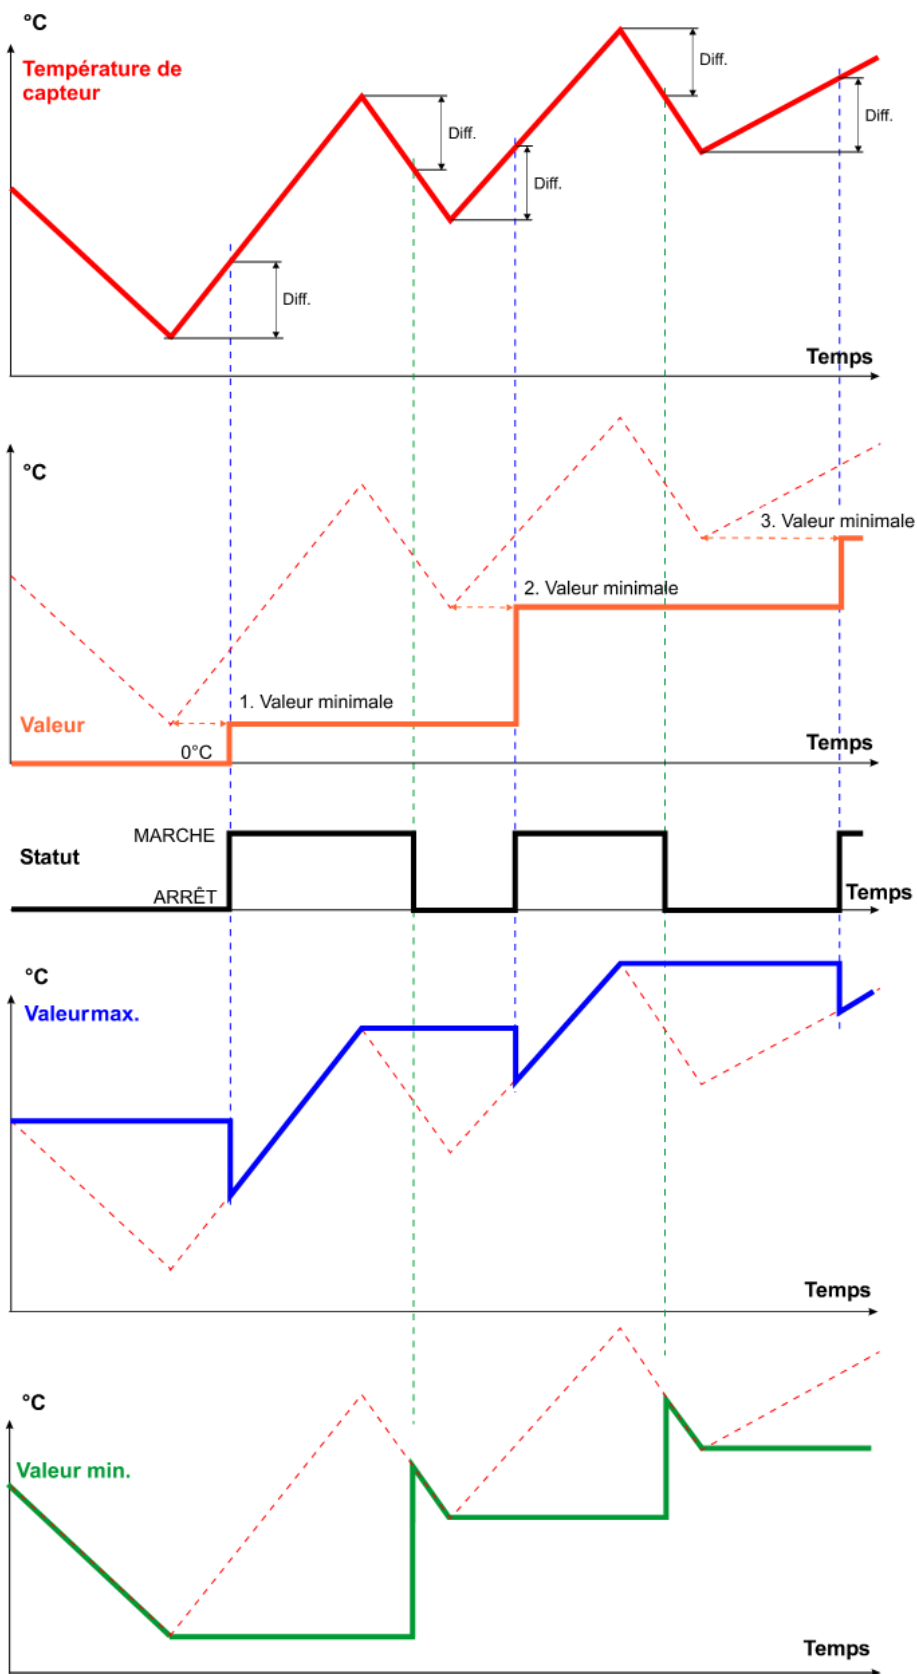 °C
Température de
capteur
Diff.
Diff.
Diff.
Diff.
Diff.
Temps
°C
3. Valeur minimale
2. Valeur minimale
1. Valeur minimale
Valeur
0°C
Temps
MARCHE
Statut
ARRÊT
Temps
°C
Valeurmax.
Temps
°C
Valeur min.
Temps